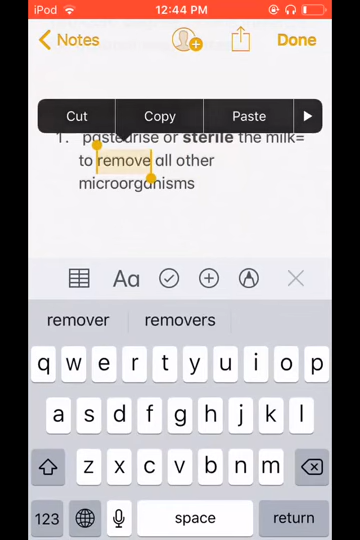 iPod 12:44 PM
Notes Done
Cut Copy Paste
1. pasteurise or sterile the milk=
to remove all other
microorganisms
Aa
remover removers
q w e r t y u i o p
a s d f g h j k l
z x c v b n m
123 space return